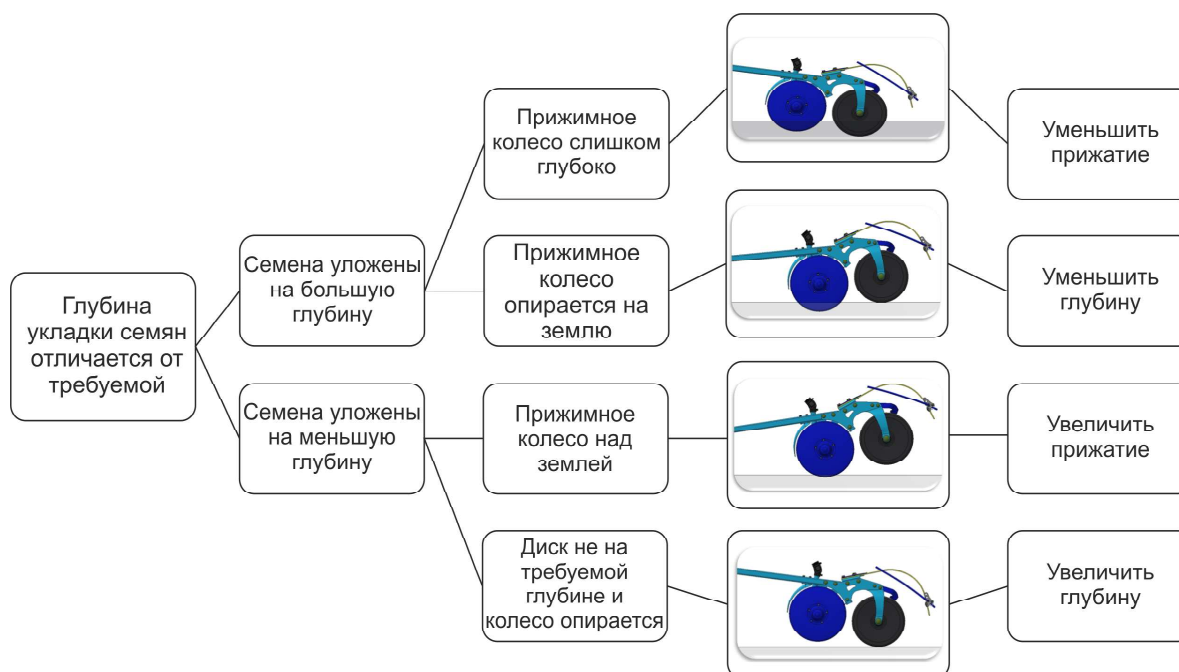 Глубина
укладки семян
отличается от
требуемой
Семена уложены
на большую
глубину
Семена уложены
на меньшую
глубину
Прижимное
колесо слишком
глубоко
Прижимное
колесо
опирается на
землю
Прижимное
колесо над
землей
Диск не на
требуемой
глубине и
колесо опирается
Уменьшить
прижатие
Уменьшить
глубину
Увеличить
прижатие
Увеличить
глубину